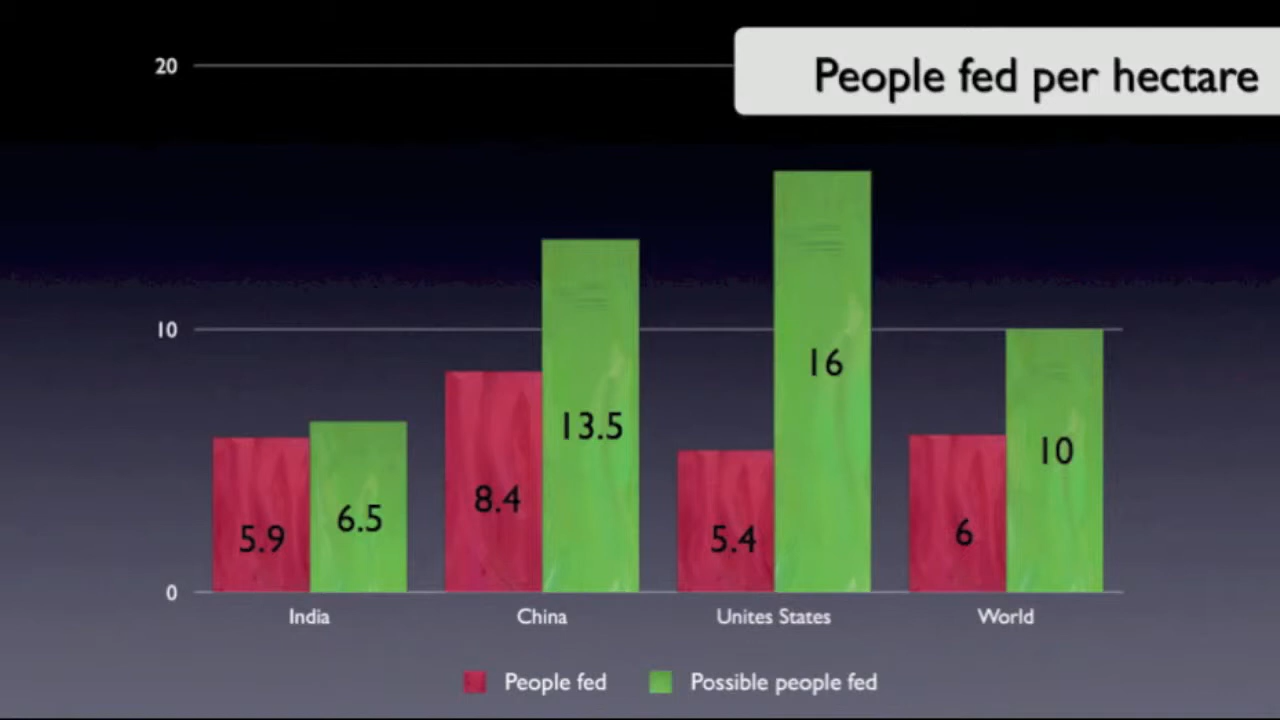 People fed per hectare
20
10
0
5.9
6.5
8.4
13.5
5.4
16
6
10
India
China
Unites States
World
People fed
Possible people fed